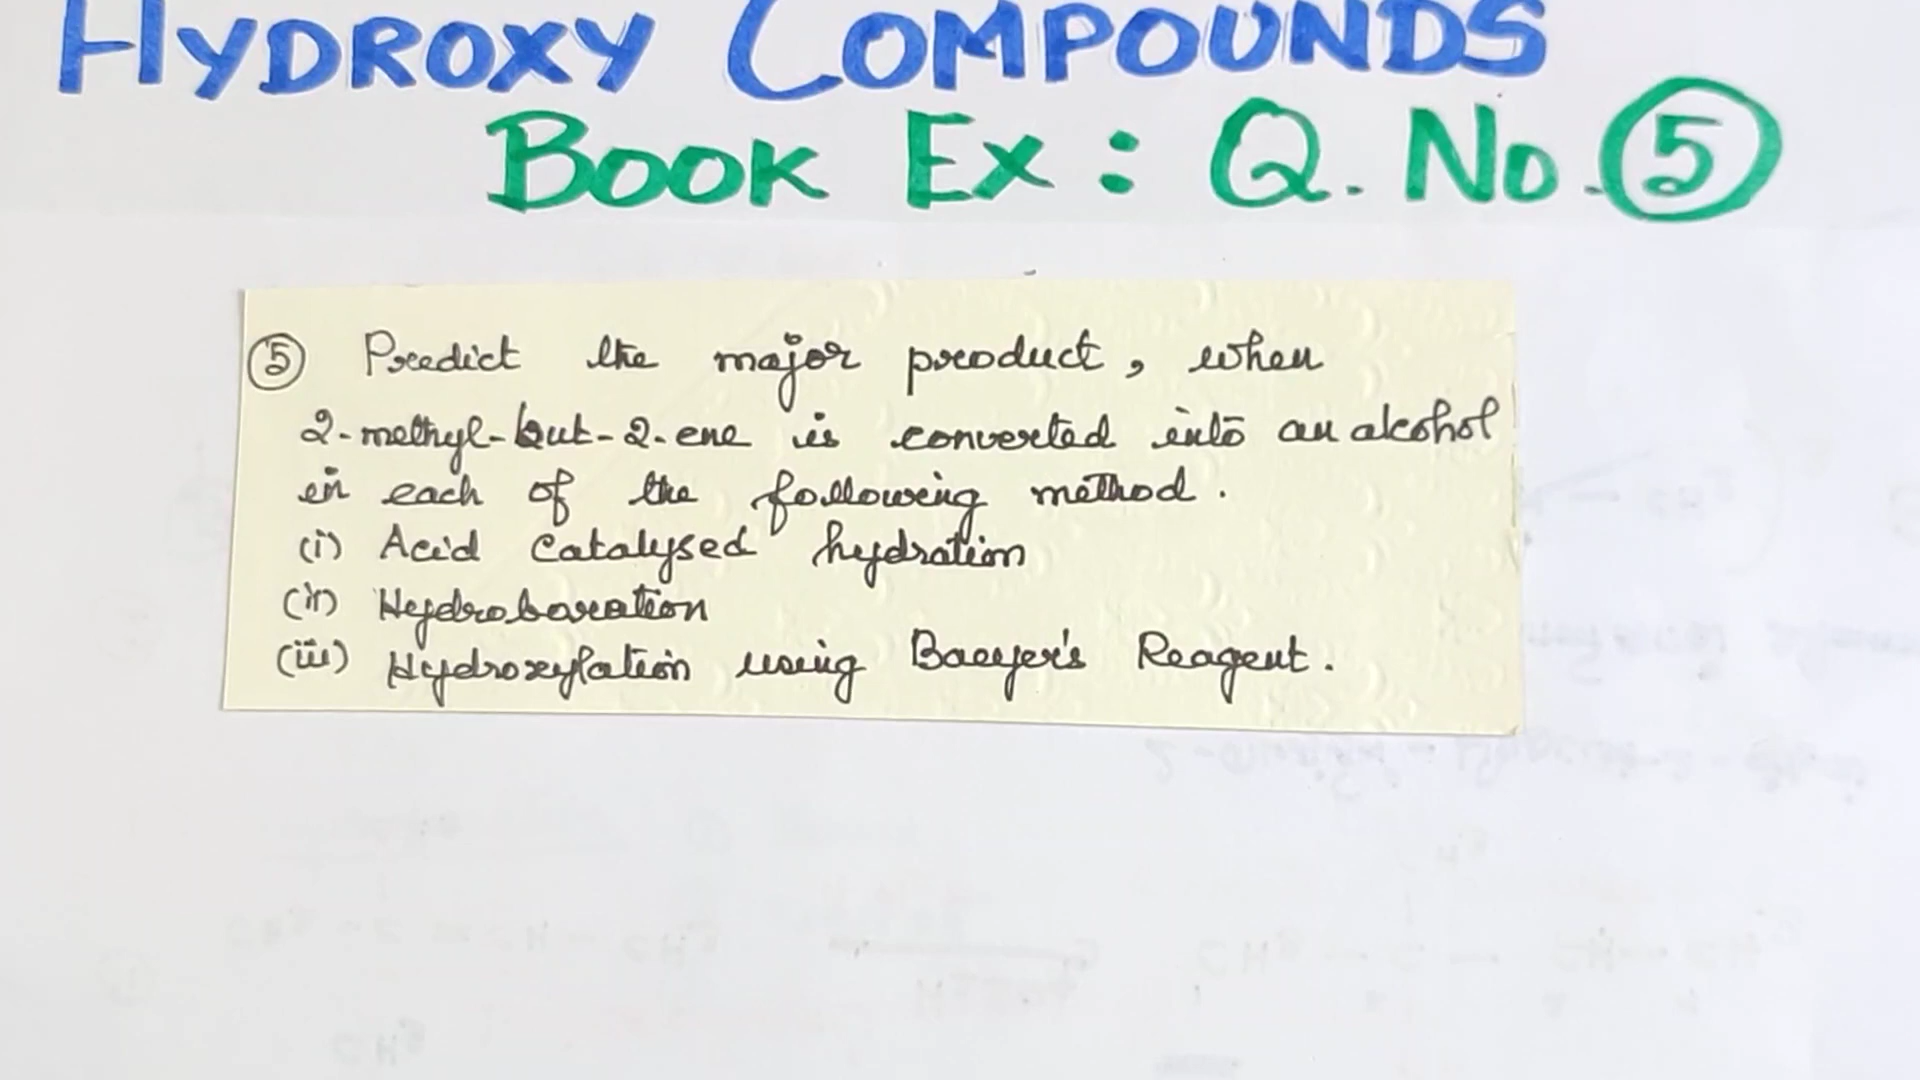 HYDROXY COMPOUNDS
BOOK EX : Q. No. 5
5 Predict the major product, when
2-methyl-but-2-ene is converted into an alcohol
in each of the following method.
(i) Acid Catalysed hydration
(ii) Hydroboration
(iii) Hydroxylation using Baeyer's Reagent.